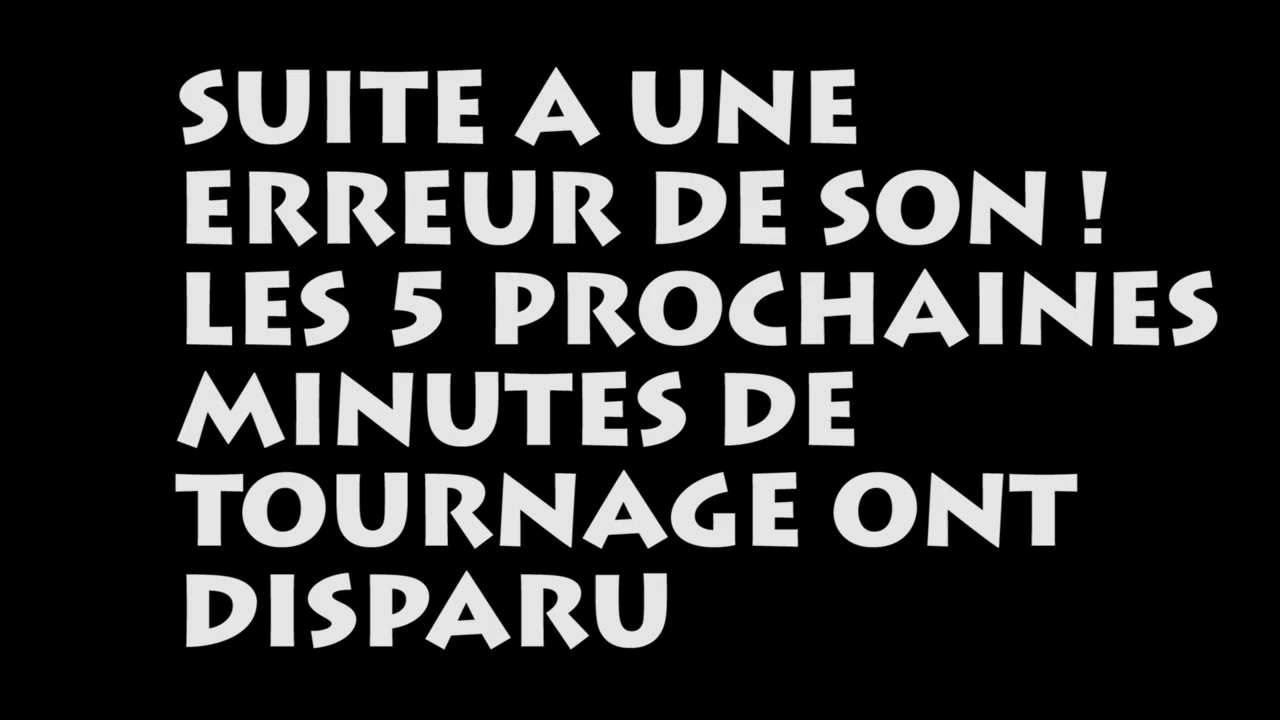 SUITE A UNE
ERREUR DE SON !
LES 5 PROCHAINES
MINUTES DE
TOURNAGE ONT
DISPARU